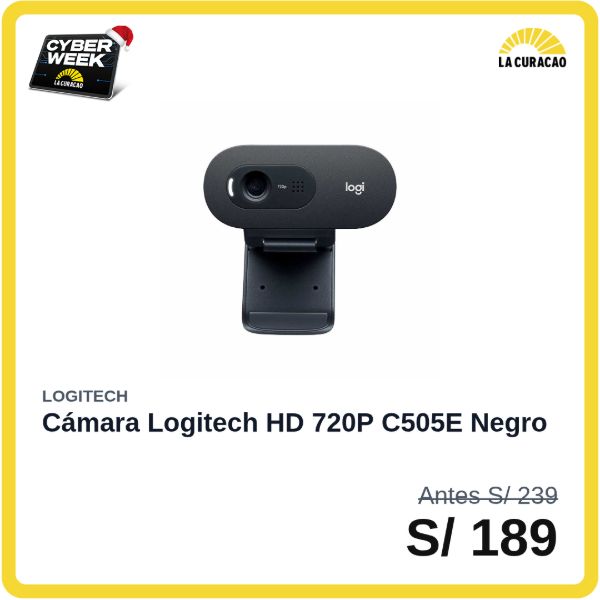 CYBER
WEEK
LA CURACAO
LA CURACAO
720p
logi
LOGITECH
Cámara Logitech HD 720P C505E Negro
Antes S/ 239
S/ 189